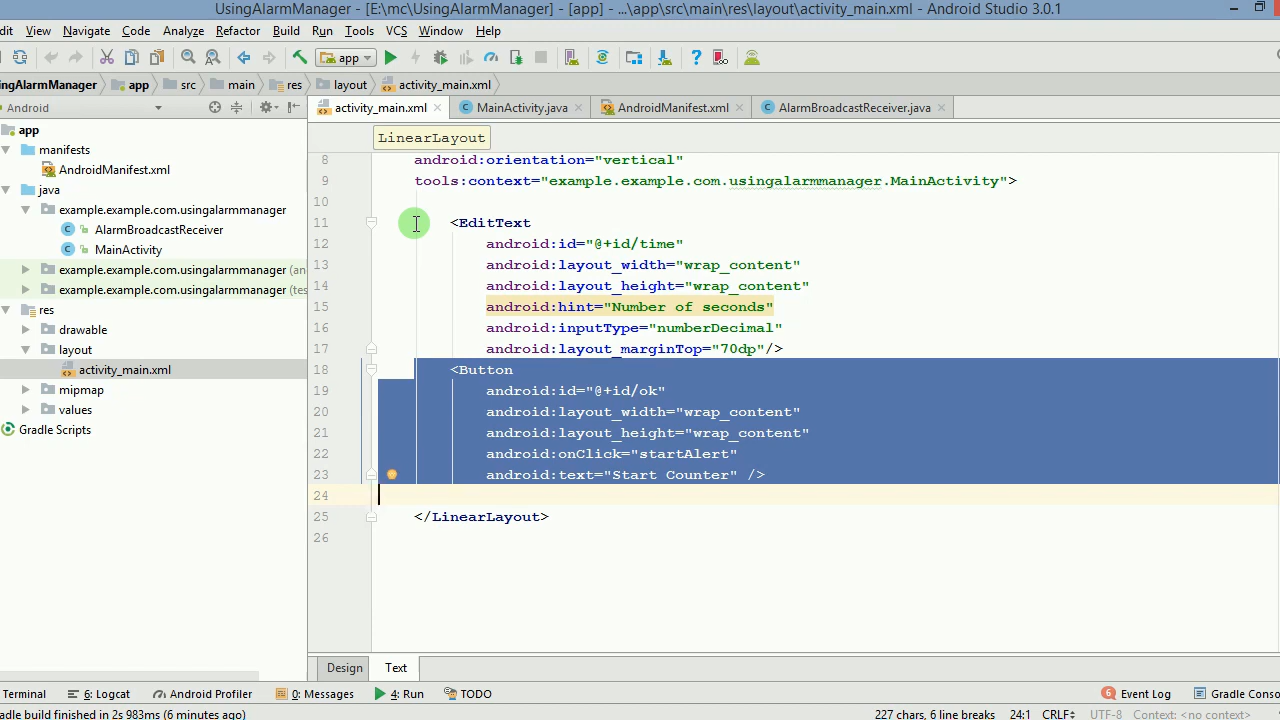 UsingAlarmManager - [E:\mc\UsingAlarmManager] - [app] - ...\app\src\main\res\layout\activity_main.xml - Android Studio 3.0.1
dit View Navigate Code Analyze Refactor Build Run Tools VCS Window Help
app
ingAlarmManager app src main res layout activity_main.xml
Android
activity_main.xml MainActivity.java AndroidManifest.xml AlarmBroadcastReceiver.java
app
manifests
AndroidManifest.xml
java
example.example.com.usingalarmmanager
AlarmBroadcastReceiver
MainActivity
example.example.com.usingalarmmanager (an
example.example.com.usingalarmmanager (tes
res
drawable
layout
activity_main.xml
mipmap
values
Gradle Scripts
LinearLayout
8 android:orientation="vertical"
9 tools:context="example.example.com.usingalarmmanager.MainActivity">
10
11 <EditText
12 android:id="@+id/time"
13 android:layout_width="wrap_content"
14 android:layout_height="wrap_content"
15 android:hint="Number of seconds"
16 android:inputType="numberDecimal"
17 android:layout_marginTop="70dp"/>
18 <Button
19 android:id="@+id/ok"
20 android:layout_width="wrap_content"
21 android:layout_height="wrap_content"
22 android:onClick="startAlert"
23 android:text="Start Counter" />
24
25 </LinearLayout>
26
Design Text
Terminal 6: Logcat Android Profiler 0: Messages 4: Run TODO 6 Event Log Gradle Conso
adle build finished in 2s 983ms (6 minutes ago) 227 chars, 6 line breaks 24:1 CRLF UTF-8 Context: <no context>